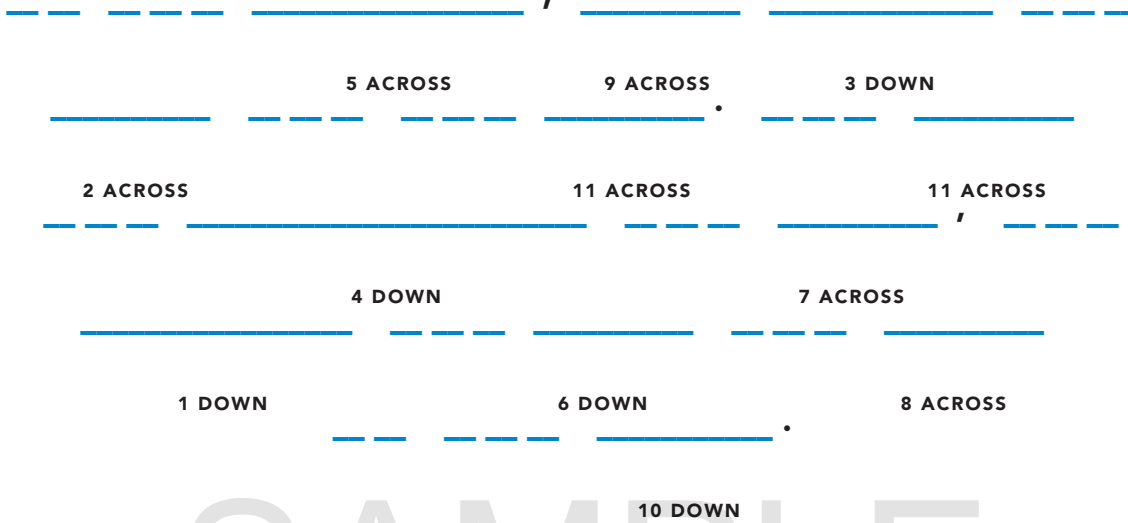 5 ACROSS 9 ACROSS 3 DOWN
2 ACROSS 11 ACROSS 11 ACROSS
4 DOWN 7 ACROSS
1 DOWN 6 DOWN 8 ACROSS
10 DOWN
SAMPLE